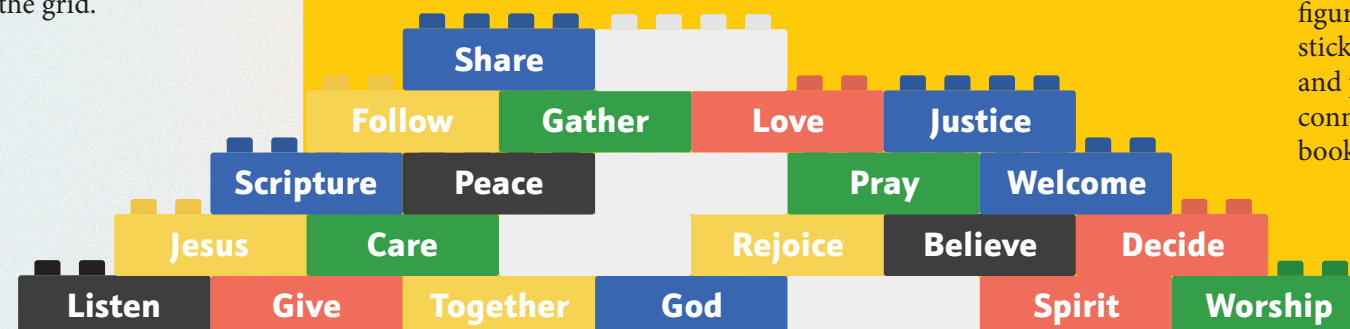 the grid.
Share
Follow Gather Love Justice
Scripture Peace Pray Welcome
Jesus Care Rejoice Believe Decide
Listen Give Together God Spirit Worship
figur
stick
and
conn
book